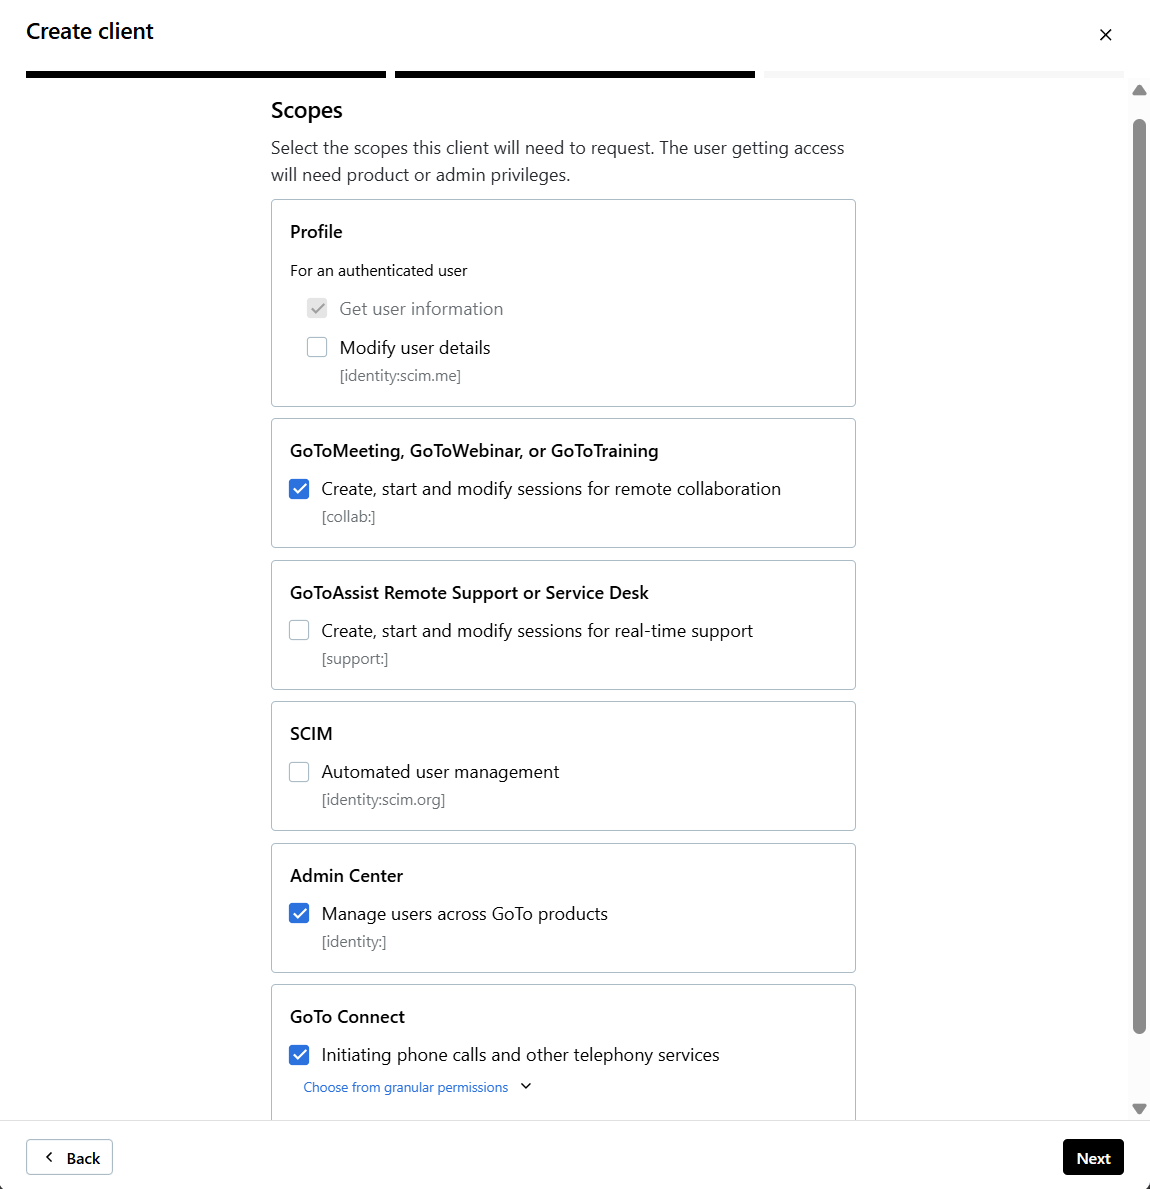 Create client
Scopes
Select the scopes this client will need to request. The user getting access
will need product or admin privileges.
Profile
For an authenticated user
Get user information
Modify user details
[identity:scim.me]
GoToMeeting, GoToWebinar, or GoToTraining
Create, start and modify sessions for remote collaboration
[collab:]
GoToAssist Remote Support or Service Desk
Create, start and modify sessions for real-time support
[support:]
SCIM
Automated user management
[identity:scim.org]
Admin Center
Manage users across GoTo products
[identity:]
GoTo Connect
Initiating phone calls and other telephony services
Choose from granular permissions
Back
Next